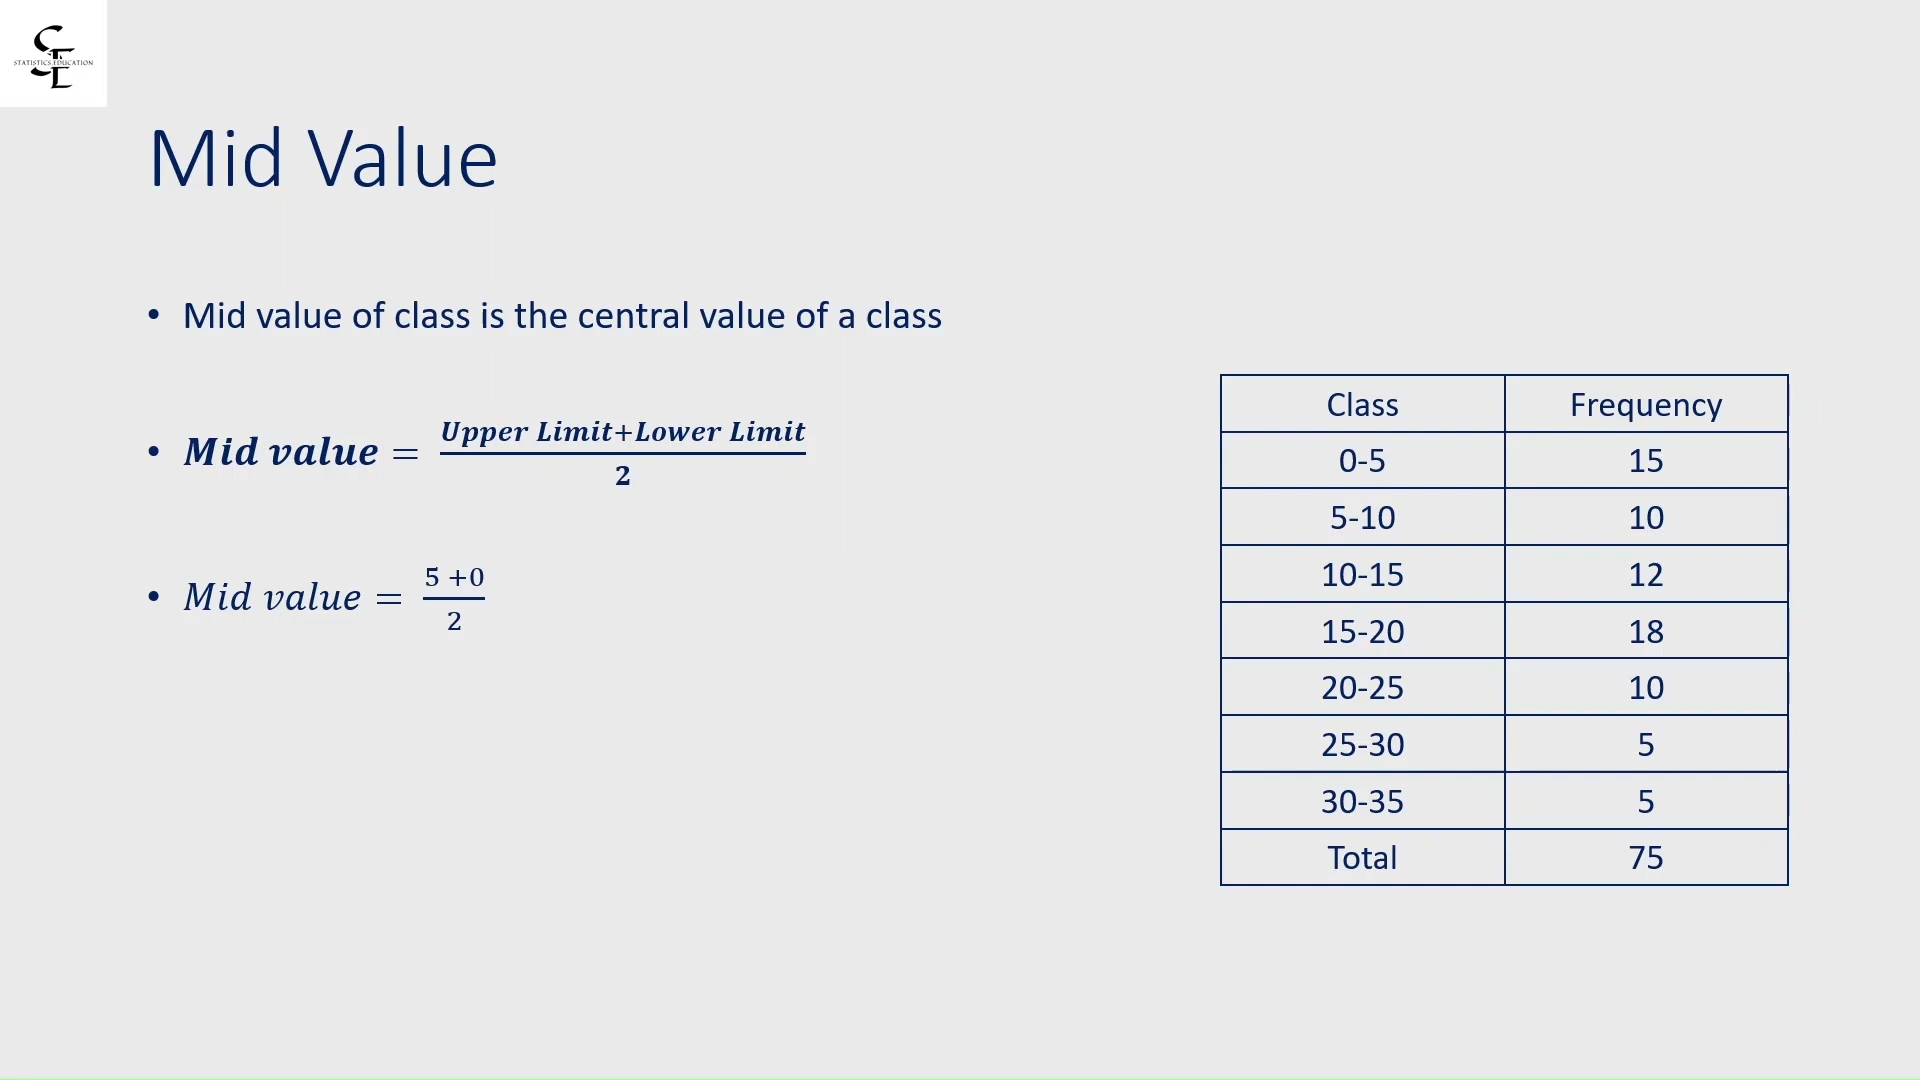 STATISTICS EDUCATION
Mid Value
• Mid value of class is the central value of a class
• Mid value = Upper Limit+Lower Limit
2
• Mid value = 5 +0
2
Class Frequency
0-5 15
5-10 10
10-15 12
15-20 18
20-25 10
25-30 5
30-35 5
Total 75